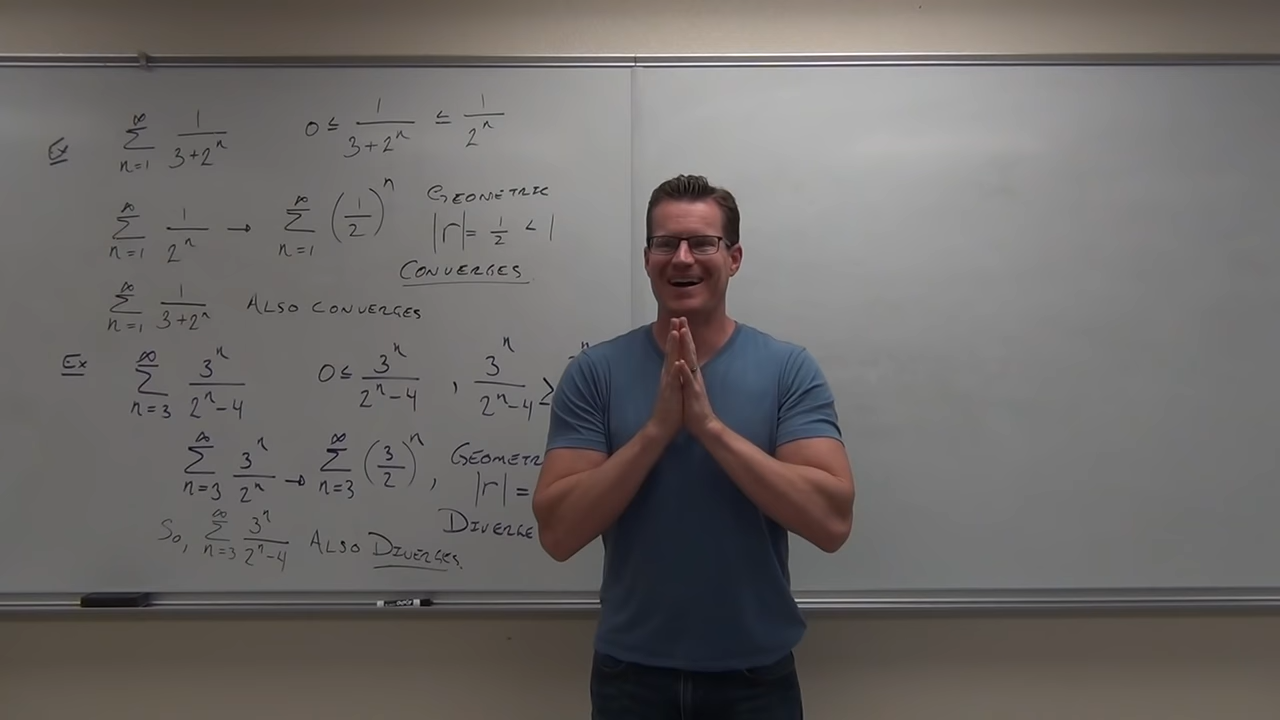 Ex ∞ Σ n=1 1/(3+2^n) 0 ≤ 1/(3+2^n) ≤ 1/2^n
∞ Σ n=1 1/2^n → ∞ Σ n=1 (1/2)^n GEOMETRIC
|r| = 1/2 < 1
CONVERGES
∞ Σ n=1 1/(3+2^n) ALSO CONVERGES
Ex ∞ Σ n=3 3^n/(2^n-4) 0 ≤ 3^n/(2^n-4) , 3^n/(2^n-4) ≥
∞ Σ n=3 3^n/2^n → ∞ Σ n=3 (3/2)^n , GEOMETR
|r| =
DIVERGE
So, ∞ Σ n=3 3^n/(2^n-4) ALSO DIVERGES.